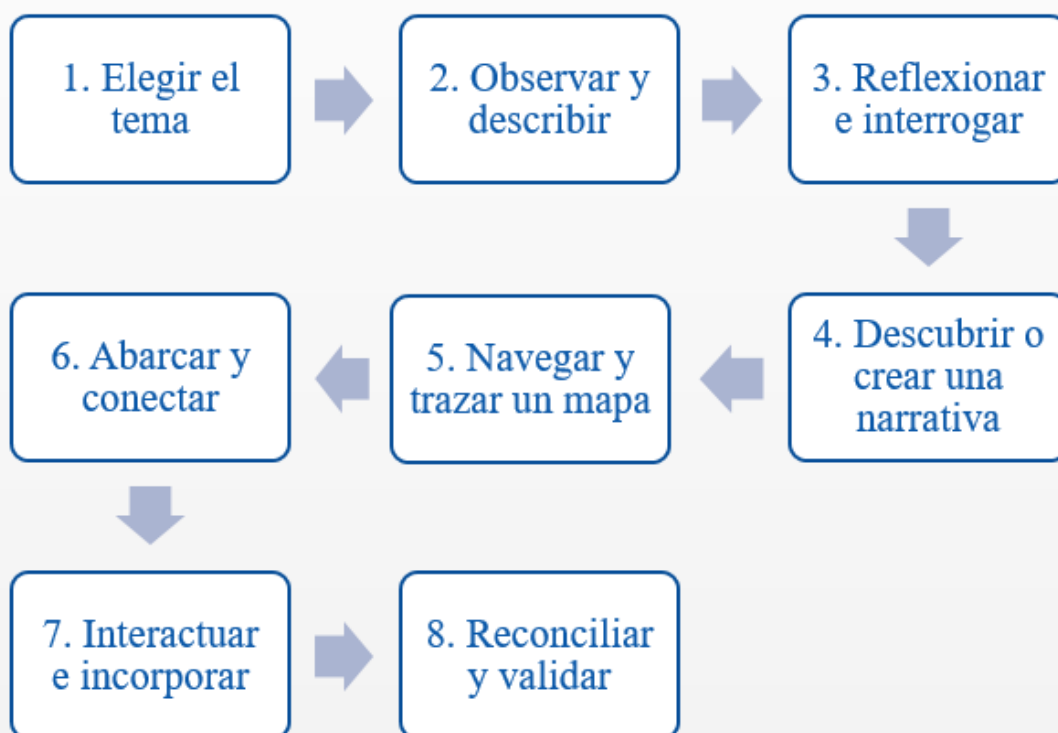 1. Elegir el
tema
2. Observar y
describir
3. Reflexionar
e interrogar
4. Descubrir o
crear una
narrativa
5. Navegar y
trazar un mapa
6. Abarcar y
conectar
7. Interactuar
e incorporar
8. Reconciliar
y validar